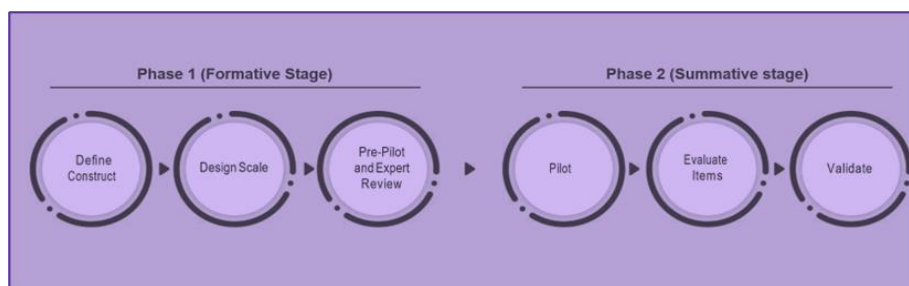 Phase 1 (Formative Stage)
Phase 2 (Summative stage)
Define
Construct
Design Scale
Pre-Pilot
and Expert
Review
Pilot
Evaluate
Items
Validate